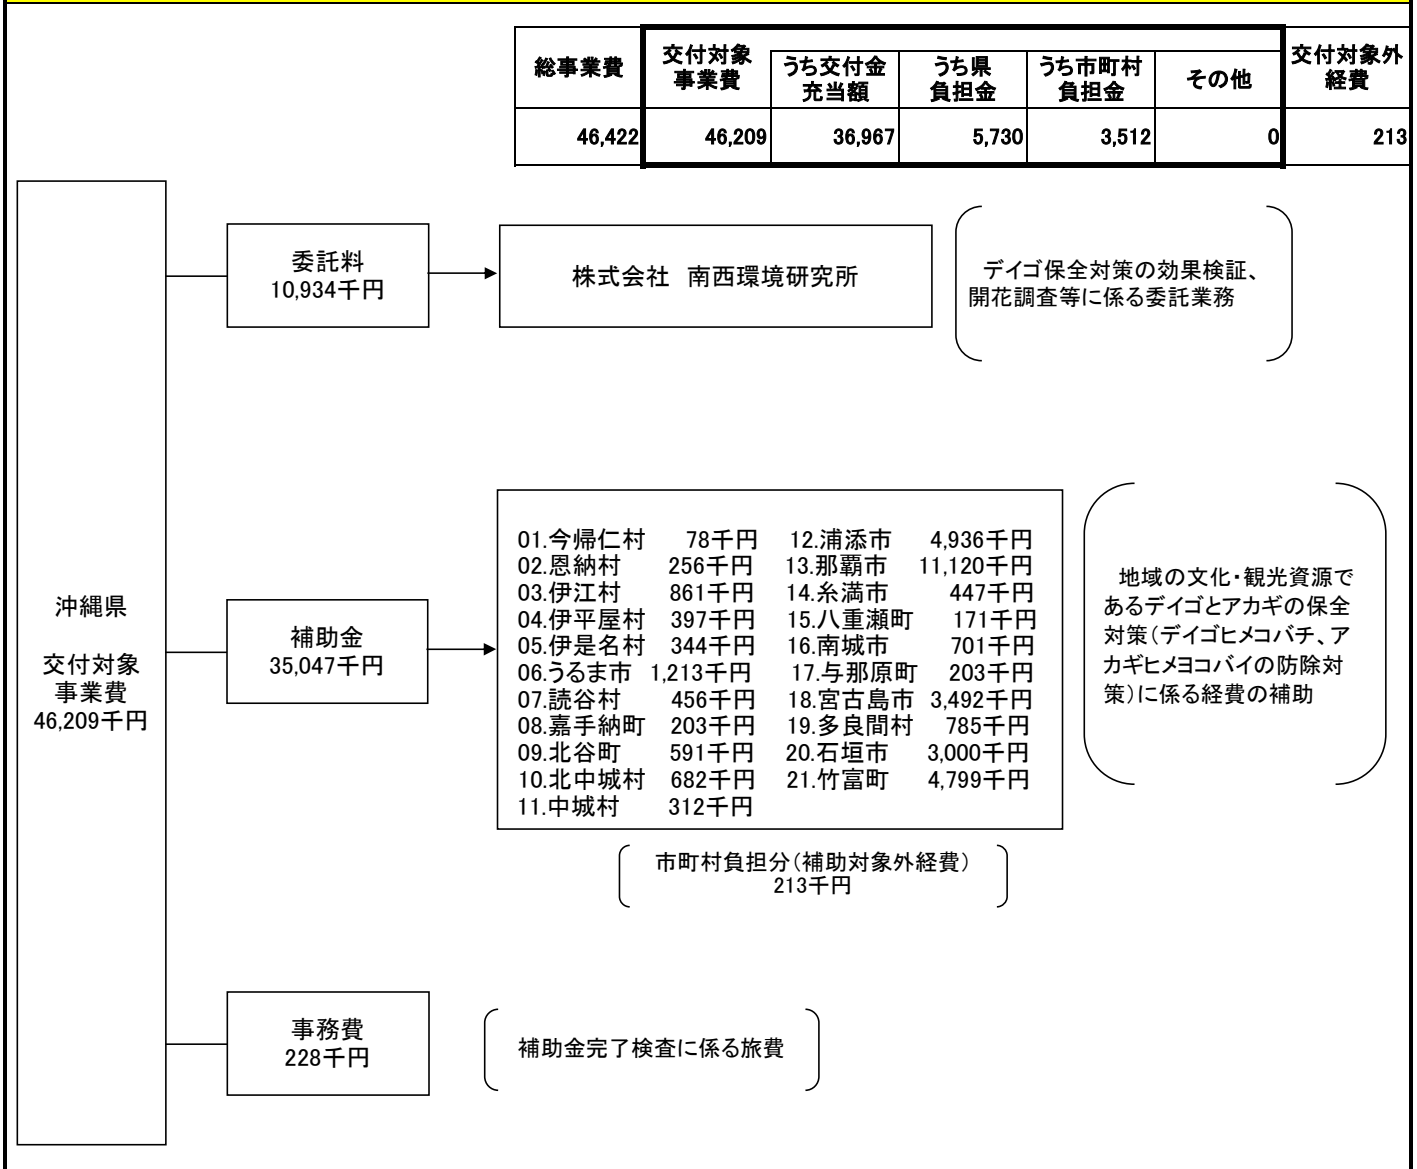 総事業費
交付対象
事業費
うち交付金
充当額
うち県
負担金
うち市町村
負担金
その他
交付対象外
経費
46,422 46,209 36,967 5,730 3,512 0 213
沖縄県
交付対象
事業費
46,209千円
委託料
10,934千円
株式会社 南西環境研究所
デイゴ保全対策の効果検証、
開花調査等に係る委託業務
補助金
35,047千円
01.今帰仁村 78千円 12.浦添市 4,936千円
02.恩納村 256千円 13.那覇市 11,120千円
03.伊江村 861千円 14.糸満市 447千円
04.伊平屋村 397千円 15.八重瀬町 171千円
05.伊是名村 344千円 16.南城市 701千円
06.うるま市 1,213千円 17.与那原町 203千円
07.読谷村 456千円 18.宮古島市 3,492千円
08.嘉手納町 203千円 19.多良間村 785千円
09.北谷町 591千円 20.石垣市 3,000千円
10.北中城村 682千円 21.竹富町 4,799千円
11.中城村 312千円
地域の文化・観光資源で
あるデイゴとアカギの保全
対策(デイゴヒメコバチ、ア
カギヒメヨコバイの防除対
策)に係る経費の補助
市町村負担分(補助対象外経費)
213千円
事務費
228千円
補助金完了検査に係る旅費